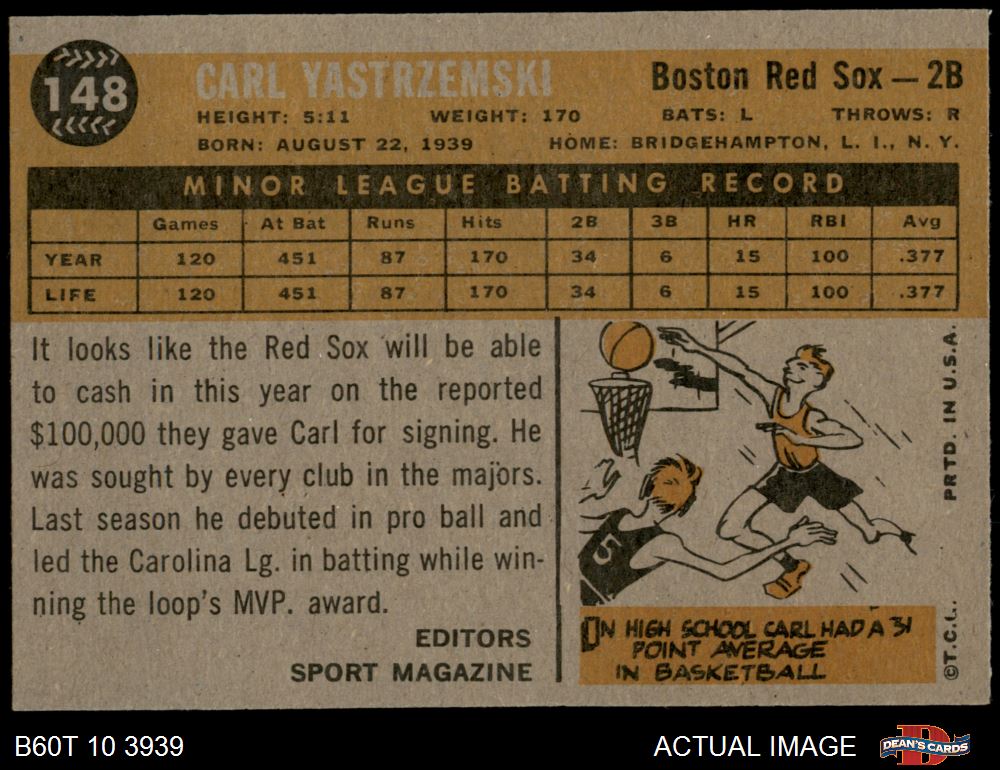 148
CARL YASTRZEMSKI Boston Red Sox — 2B
HEIGHT: 5:11 WEIGHT: 170 BATS: L THROWS: R
BORN: AUGUST 22, 1939 HOME: BRIDGEHAMPTON, L. I., N. Y.
MINOR LEAGUE BATTING RECORD
Games At Bat Runs Hits 2B 3B HR RBI Avg
YEAR 120 451 87 170 34 6 15 100 .377
LIFE 120 451 87 170 34 6 15 100 .377
It looks like the Red Sox will be able
to cash in this year on the reported
$100,000 they gave Carl for signing. He
was sought by every club in the majors.
Last season he debuted in pro ball and
led the Carolina Lg. in batting while win-
ning the loop's MVP. award.
EDITORS
SPORT MAGAZINE
5
IN HIGH SCHOOL CARL HAD A 31
POINT AVERAGE
IN BASKETBALL
©T.C.G. PRTD. IN U.S.A.
B60T 10 3939 ACTUAL IMAGE D DEAN'S CARDS